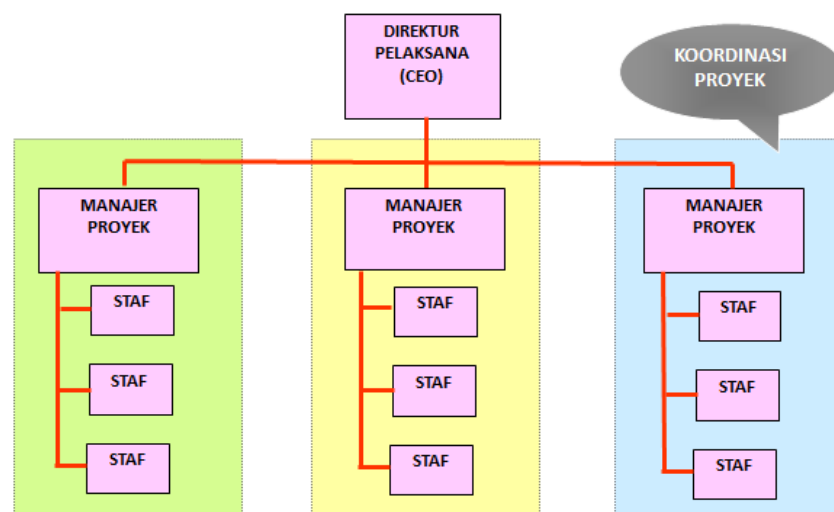 DIREKTUR
PELAKSANA
(CEO)
KOORDINASI
PROYEK
MANAJER
PROYEK
MANAJER
PROYEK
MANAJER
PROYEK
STAF
STAF
STAF
STAF
STAF
STAF
STAF
STAF
STAF